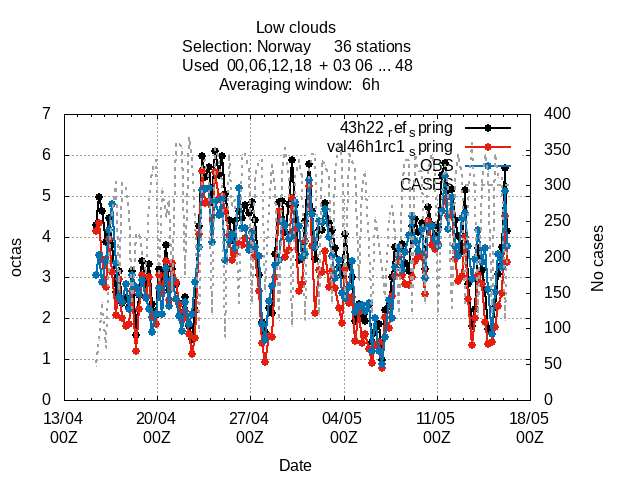 Low clouds
Selection: Norway 36 stations
Used 00,06,12,18 + 03 06 ... 48
Averaging window: 6h
43h22_ref_spring
val46h1rc1_spring
OBS
CASES
octas
No cases
7
6
5
4
3
2
1
0
400
350
300
250
200
150
100
50
0
13/04 20/04 27/04 04/05 11/05 18/05
00Z 00Z 00Z 00Z 00Z 00Z
Date